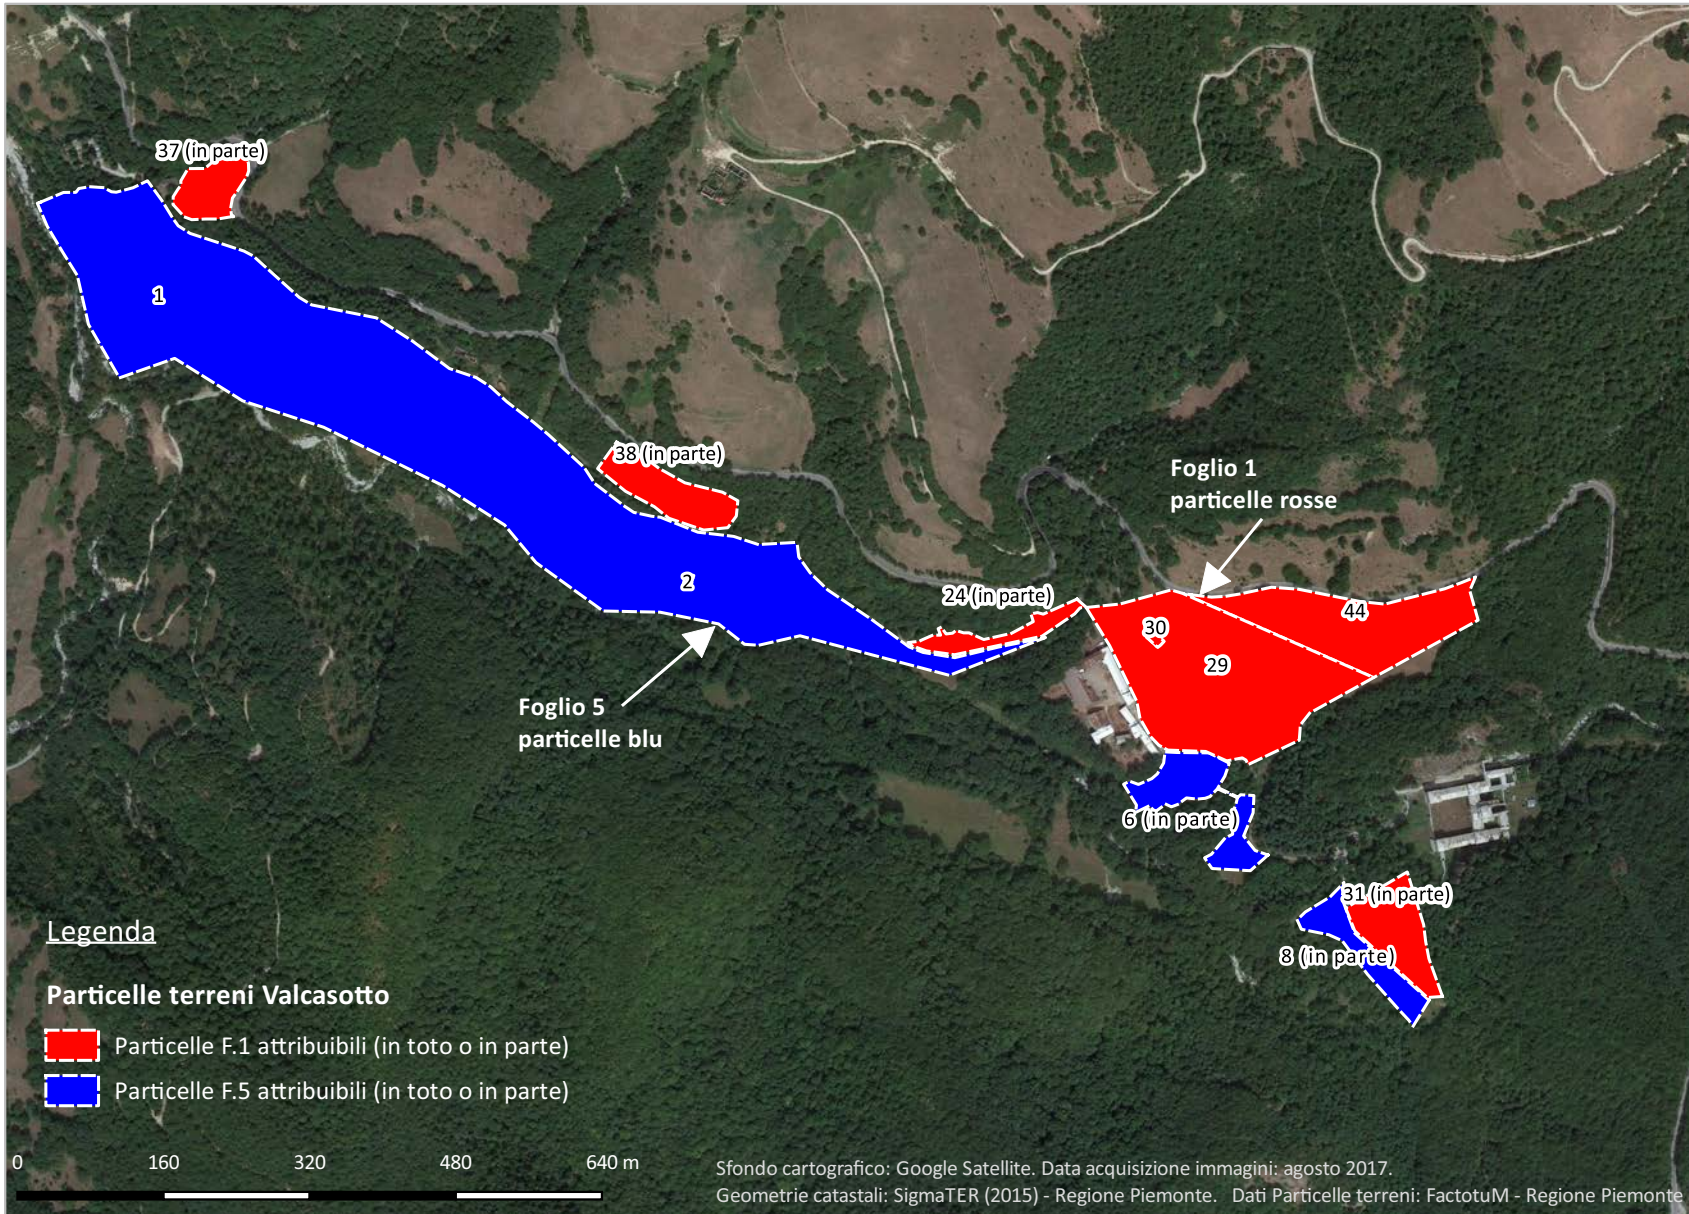 37 (in parte)
1
38 (in parte)
Foglio 1
particelle rosse
2
24 (in parte)
44
30
29
Foglio 5
particelle blu
6 (in parte)
31 (in parte)
8 (in parte)
Legenda
Particelle terreni Valcasotto
Particelle F.1 attribuibili (in toto o in parte)
Particelle F.5 attribuibili (in toto o in parte)
0 160 320 480 640 m
Sfondo cartografico: Google Satellite. Data acquisizione immagini: agosto 2017.
Geometrie catastali: SigmaTER (2015) - Regione Piemonte. Dati Particelle terreni: FactotuM - Regione Piemonte